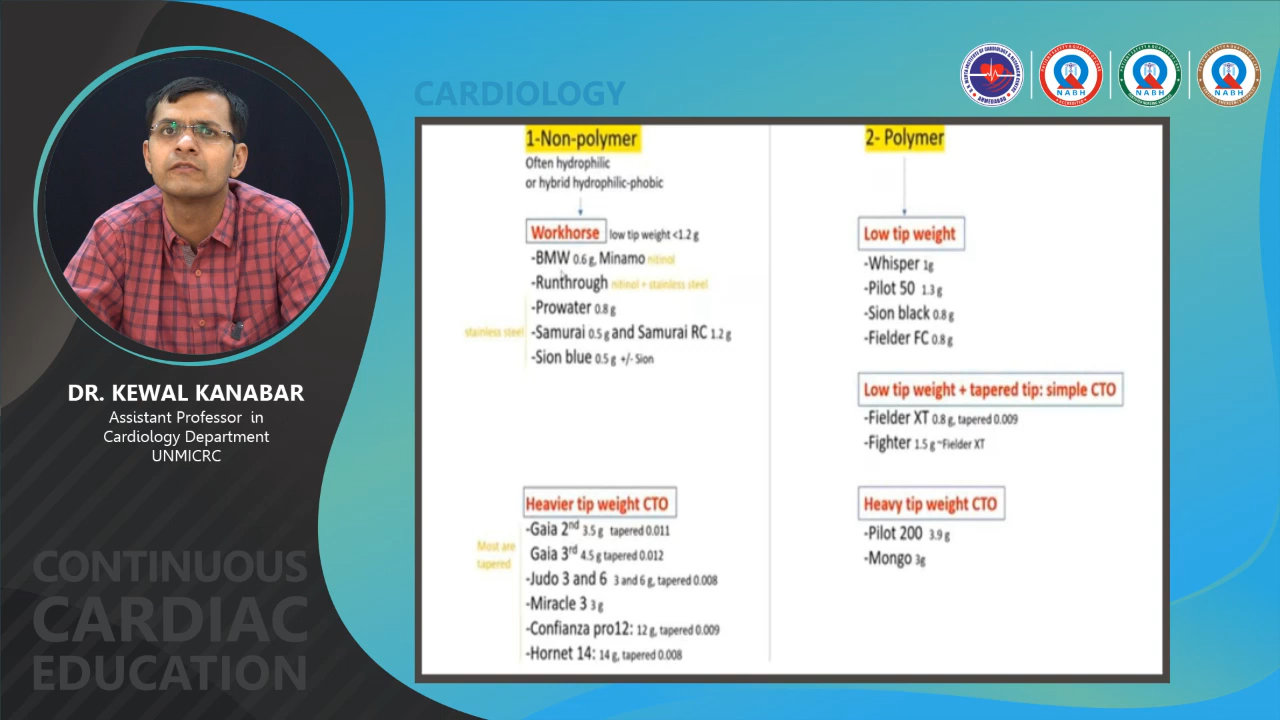 CARDIOLOGY
NABH
NABH
NABH
1-Non-polymer
Often hydrophilic
or hybrid hydrophilic-phobic
Workhorse low tip weight <1.2 g
-BMW 0.6 g, Minamo nitinol
-Runthrough nitinol + stainless steel
-Prowater 0.8 g
stainless steel -Samurai 0.5 g and Samurai RC 1.2 g
-Sion blue 0.5 g +/- Sion
Heavier tip weight CTO
-Gaia 2nd 3.5 g tapered 0.011
Most are
tapered
Gaia 3rd 4.5 g tapered 0.012
-Judo 3 and 6 3 and 6 g, tapered 0.008
-Miracle 3 3 g
-Confianza pro12: 12 g, tapered 0.009
-Hornet 14: 14 g, tapered 0.008
2- Polymer
Low tip weight
-Whisper 1g
-Pilot 50 1.3 g
-Sion black 0.8 g
-Fielder FC 0.8 g
Low tip weight + tapered tip: simple CTO
-Fielder XT 0.8 g, tapered 0.009
-Fighter 1.5 g ~Fielder XT
Heavy tip weight CTO
-Pilot 200 3.9 g
-Mongo 3g
DR. KEWAL KANABAR
Assistant Professor in
Cardiology Department
UNMICRC
CONTINUOUS
CARDIAC
EDUCATION